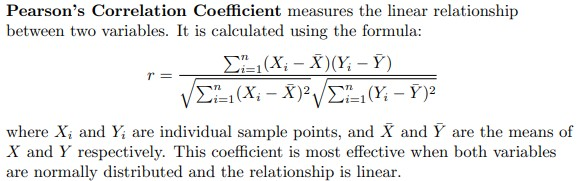 Pearson's Correlation Coefficient measures the linear relationship
between two variables. It is calculated using the formula:
r = \frac{\sum_{i=1}^{n}(X_i - \bar{X})(Y_i - \bar{Y})}{\sqrt{\sum_{i=1}^{n}(X_i - \bar{X})^2}\sqrt{\sum_{i=1}^{n}(Y_i - \bar{Y})^2}}
where X_i and Y_i are individual sample points, and \bar{X} and \bar{Y} are the means of
X and Y respectively. This coefficient is most effective when both variables
are normally distributed and the relationship is linear.